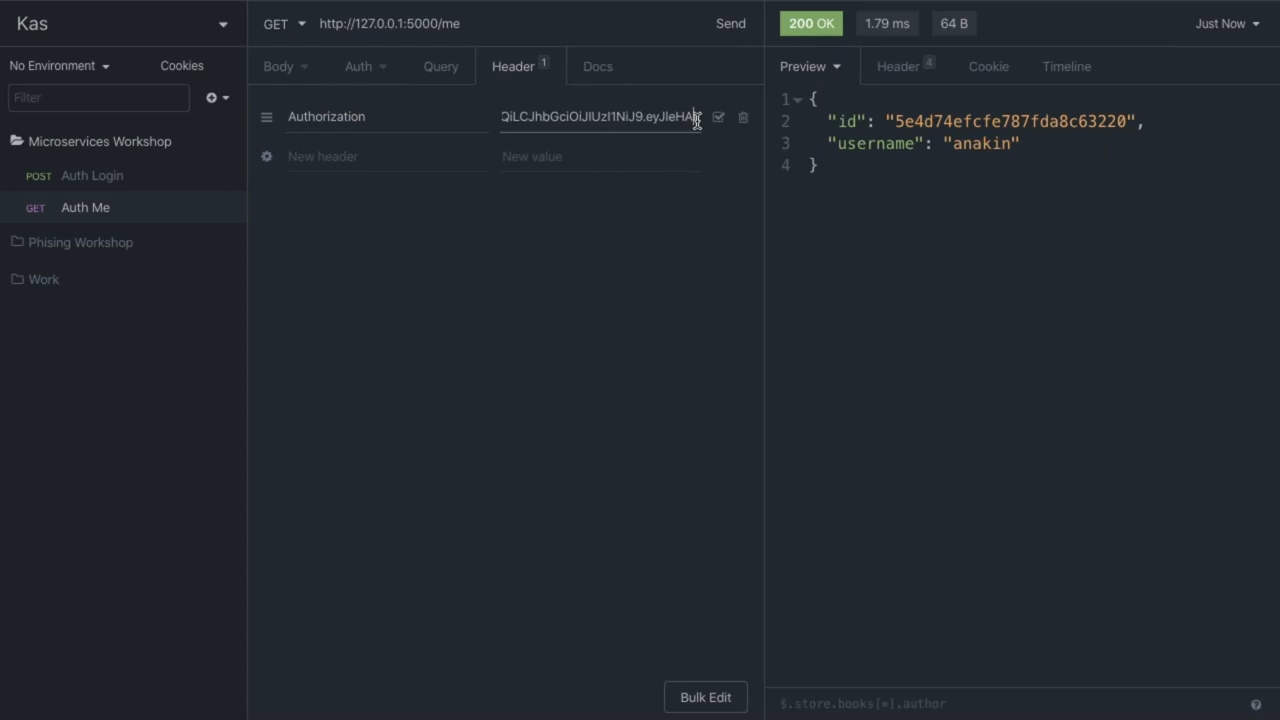 Kas
No Environment
Cookies
Filter
Microservices Workshop
POST Auth Login
GET Auth Me
Phising Workshop
Work
GET http://127.0.0.1:5000/me Send
Body Auth Query Header 1 Docs
Authorization
New header New value
Bulk Edit
200 OK 1.79 ms 64 B Just Now
Preview Header 4 Cookie Timeline
1 {
2 "id": "5e4d74efcfe787fda8c63220",
3 "username": "anakin"
4 }
$.store.books[*].author